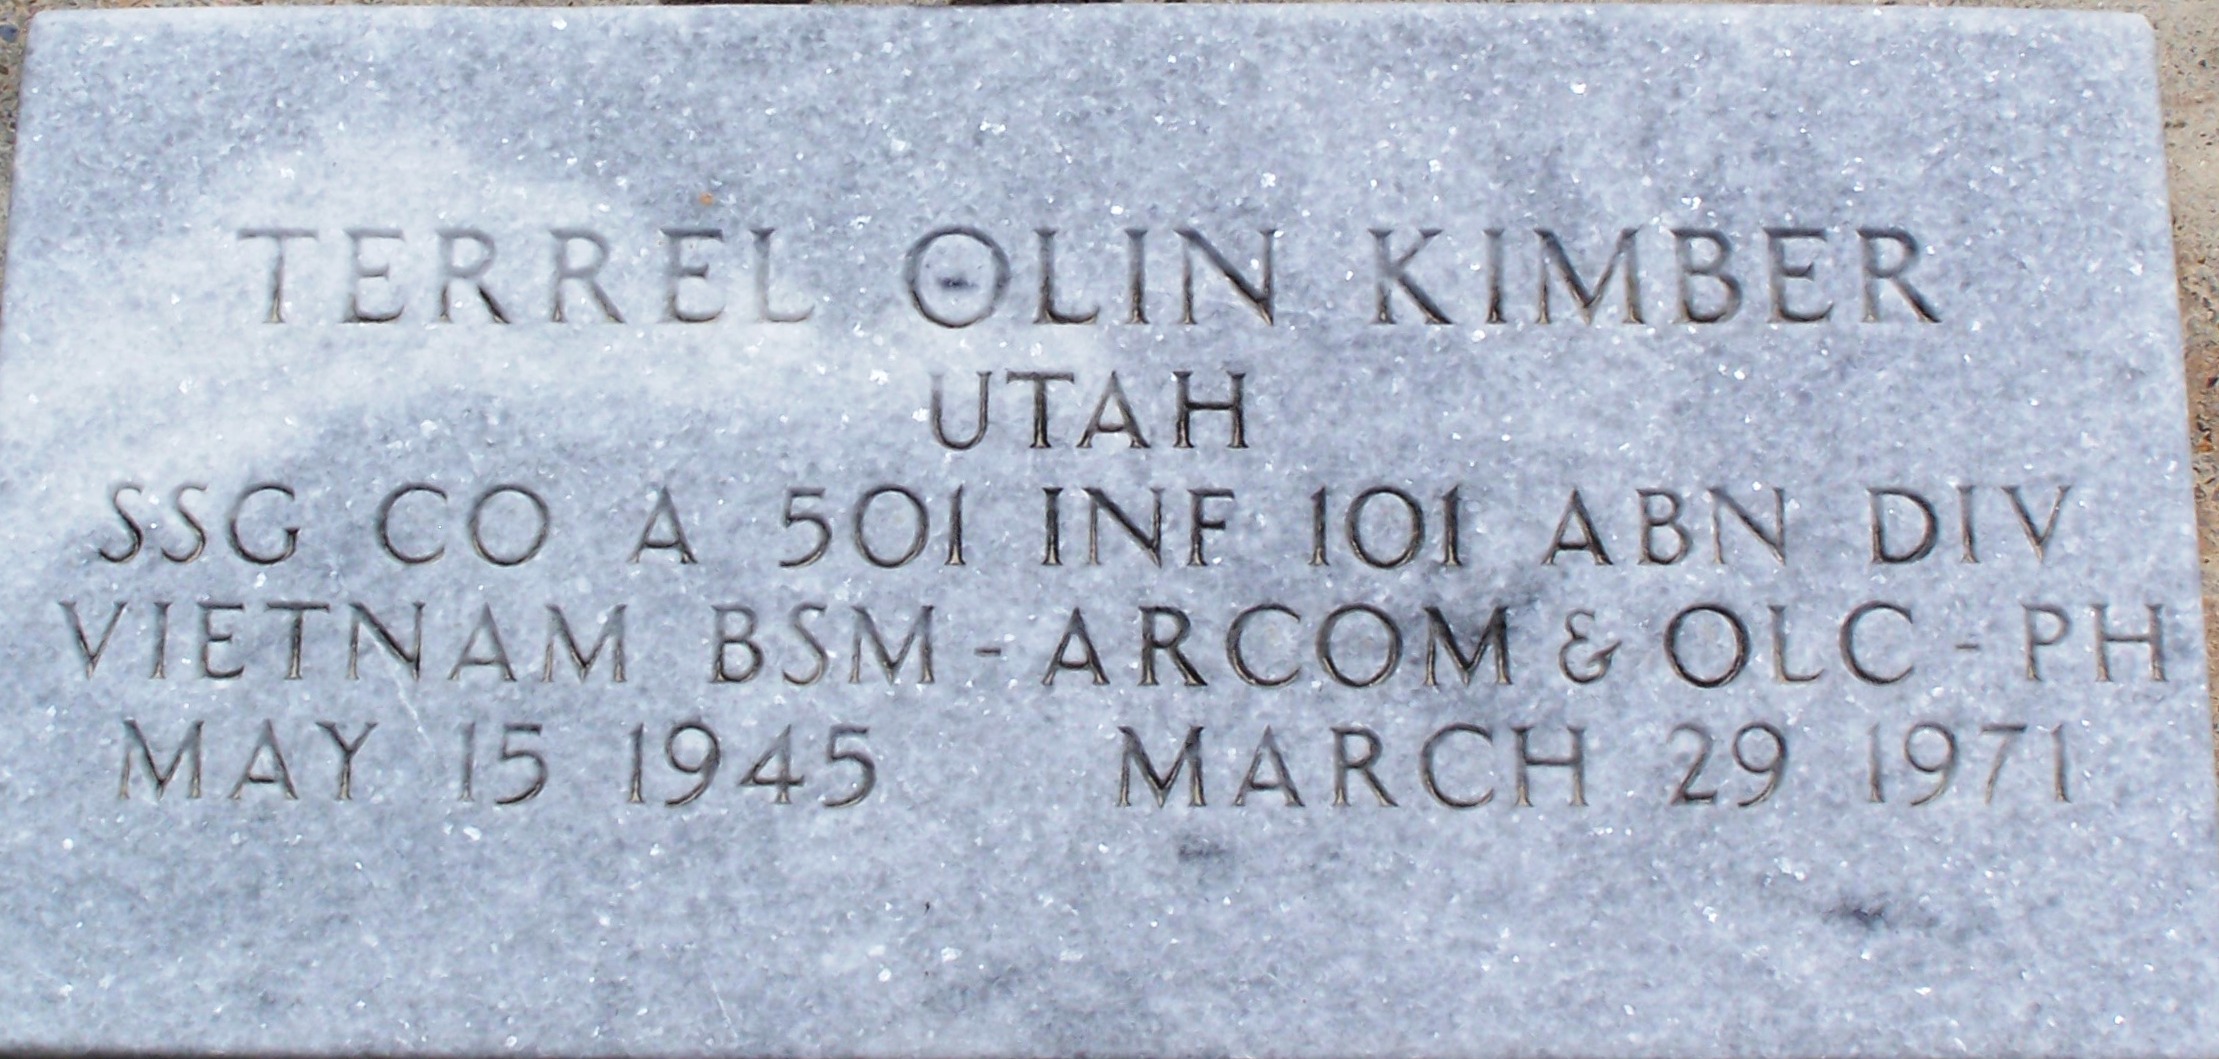 TERREL OLIN KIMBER
UTAH
SSG CO A 501 INF 101 ABN DIV
VIETNAM BSM - ARCOM & OLC - PH
MAY 15 1945 MARCH 29 1971